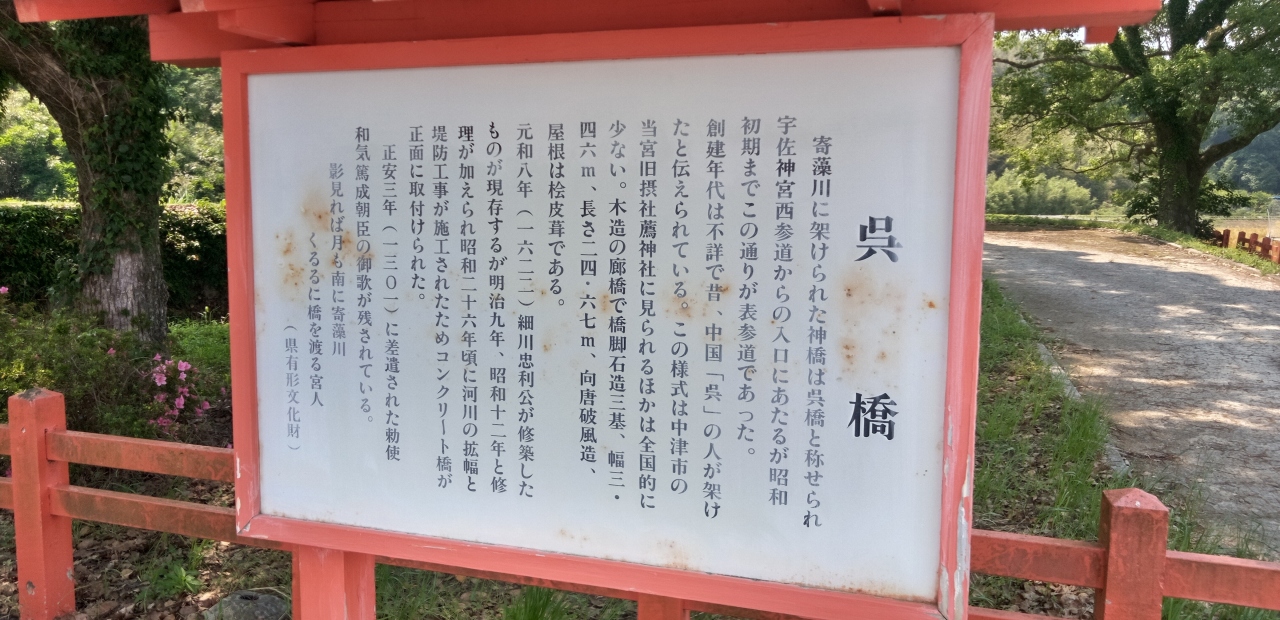 呉橋
寄藻川に架けられた神橋は呉橋と称せられ
宇佐神宮西参道からの入口にあたるが昭和
初期までこの通りが表参道であった。
創建年代は不詳で昔、中国「呉」の人が架け
たと伝えられている。この様式は中津市の
当宮旧摂社薦神社に見られるほかは全国的に
少ない。木造の廊橋で橋脚石造三基、幅三・
四六m、長さ二四・六七m、向唐破風造、
屋根は桧皮葺である。
元和八年(一六二二)細川忠利公が修築した
ものが現存するが明治九年、昭和十二年と修
理が加えられ昭和二十六年頃に河川の拡幅と
堤防工事が施工されたためコンクリート橋が
正面に取付けられた。
正安三年(一三〇一)に差遣された勅使
和気篤成朝臣の御歌が残されている。
影見れば月も南に寄藻川
くるるに橋を渡る宮人
(県有形文化財)